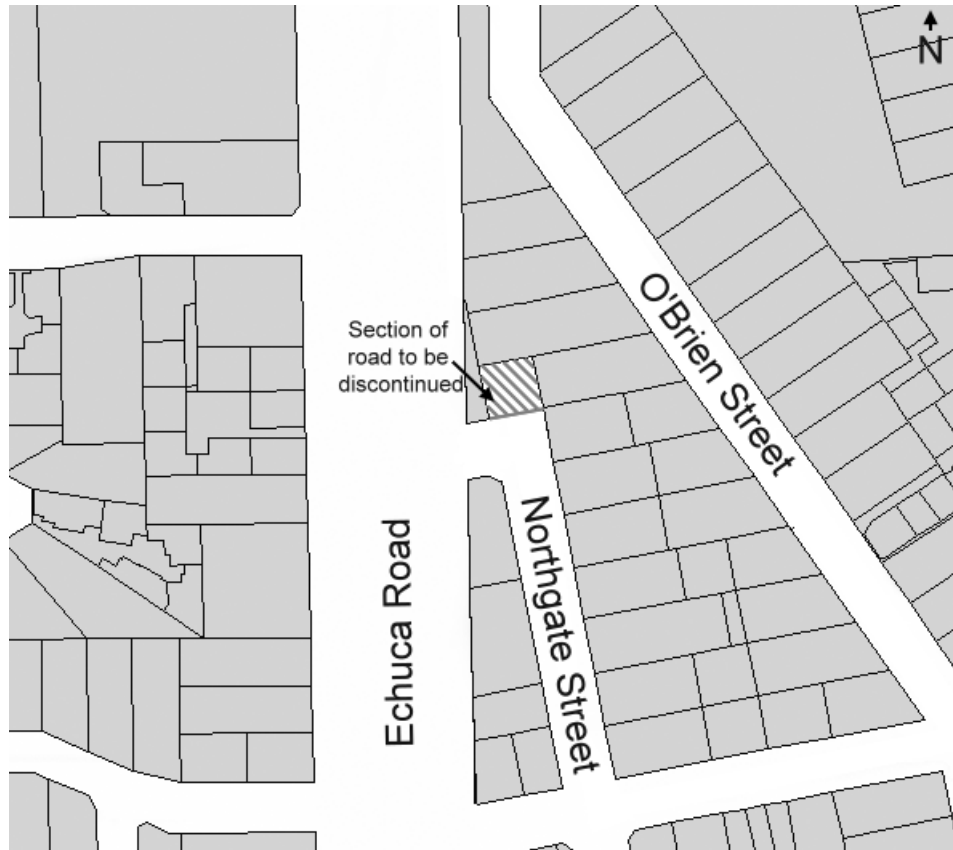 N
O'Brien Street
Section of
road to be
discontinued
Northgate Street
Echuca Road